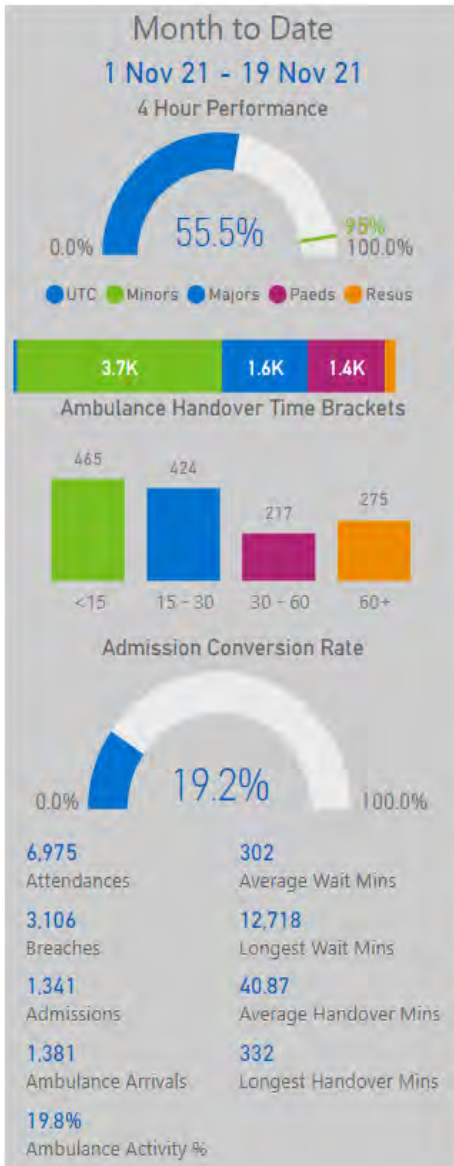 Month to Date
1 Nov 21 - 19 Nov 21
4 Hour Performance
95%
0.0% 55.5% 100.0%
UTC Minors Majors Paeds Resus
3.7K 1.6K 1.4K
Ambulance Handover Time Brackets
465 424 217 275
<15 15 - 30 30 - 60 60+
Admission Conversion Rate
0.0% 19.2% 100.0%
6,975 302
Attendances Average Wait Mins
3,106 12,718
Breaches Longest Wait Mins
1,341 40.87
Admissions Average Handover Mins
1,381 332
Ambulance Arrivals Longest Handover Mins
19.8%
Ambulance Activity %